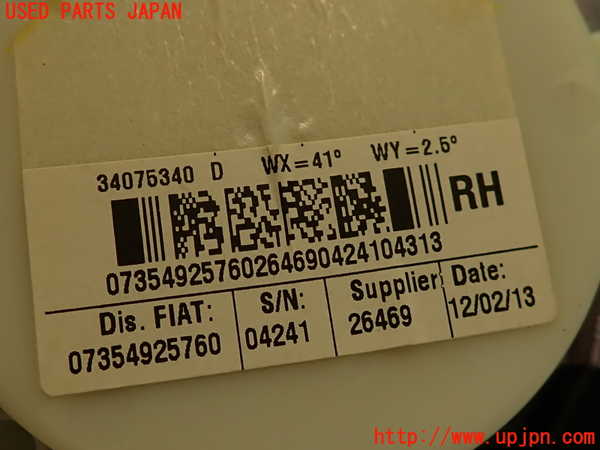 USED PARTS JAPAN
34075340 D WX=41° WY=2.5°
RH
07354925760264690424104313
Dis. FIAT: S/N: Supplier: Date:
07354925760 04241 26469 12/02/13
http://www.upjpn.com/